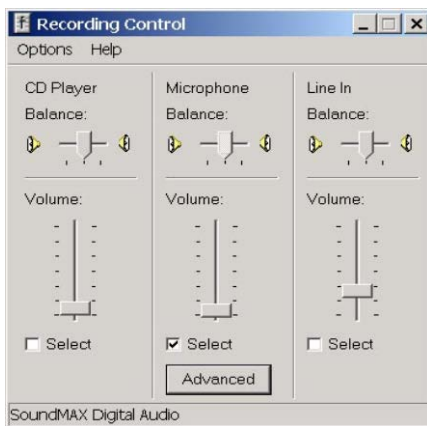 Recording Control
Options Help
CD Player Microphone Line In
Balance: Balance: Balance:
Volume: Volume: Volume:
Select Select Select
Advanced
SoundMAX Digital Audio